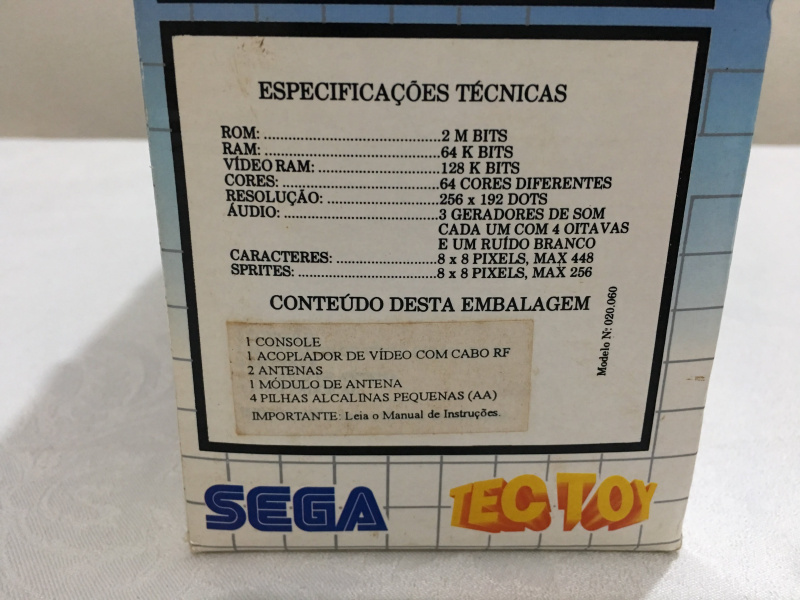 ESPECIFICAÇÕES TÉCNICAS
ROM: ................................................2 M BITS
RAM: ................................................64 K BITS
VÍDEO RAM: ................................128 K BITS
CORES: ..........................................64 CORES DIFERENTES
RESOLUÇÃO: ..............................256 x 192 DOTS
ÁUDIO: ..........................................3 GERADORES DE SOM
CADA UM COM 4 OITAVAS
E UM RUÍDO BRANCO
CARACTERES: ............................8 x 8 PIXELS, MAX 448
SPRITES: ......................................8 x 8 PIXELS, MAX 256
CONTEÚDO DESTA EMBALAGEM
1 CONSOLE
1 ACOPLADOR DE VÍDEO COM CABO RF
2 ANTENAS
1 MÓDULO DE ANTENA
4 PILHAS ALCALINAS PEQUENAS (AA)
IMPORTANTE: Leia o Manual de Instruções.
Modelo Nº 020.060
SEGA
TEC TOY